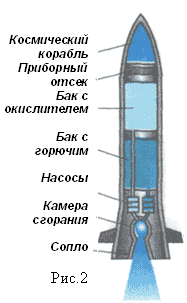 Космический
корабль
Приборный
отсек
Бак с
окислителем
Бак с
горючим
Насосы
Камера
сгорания
Сопло
Рис.2